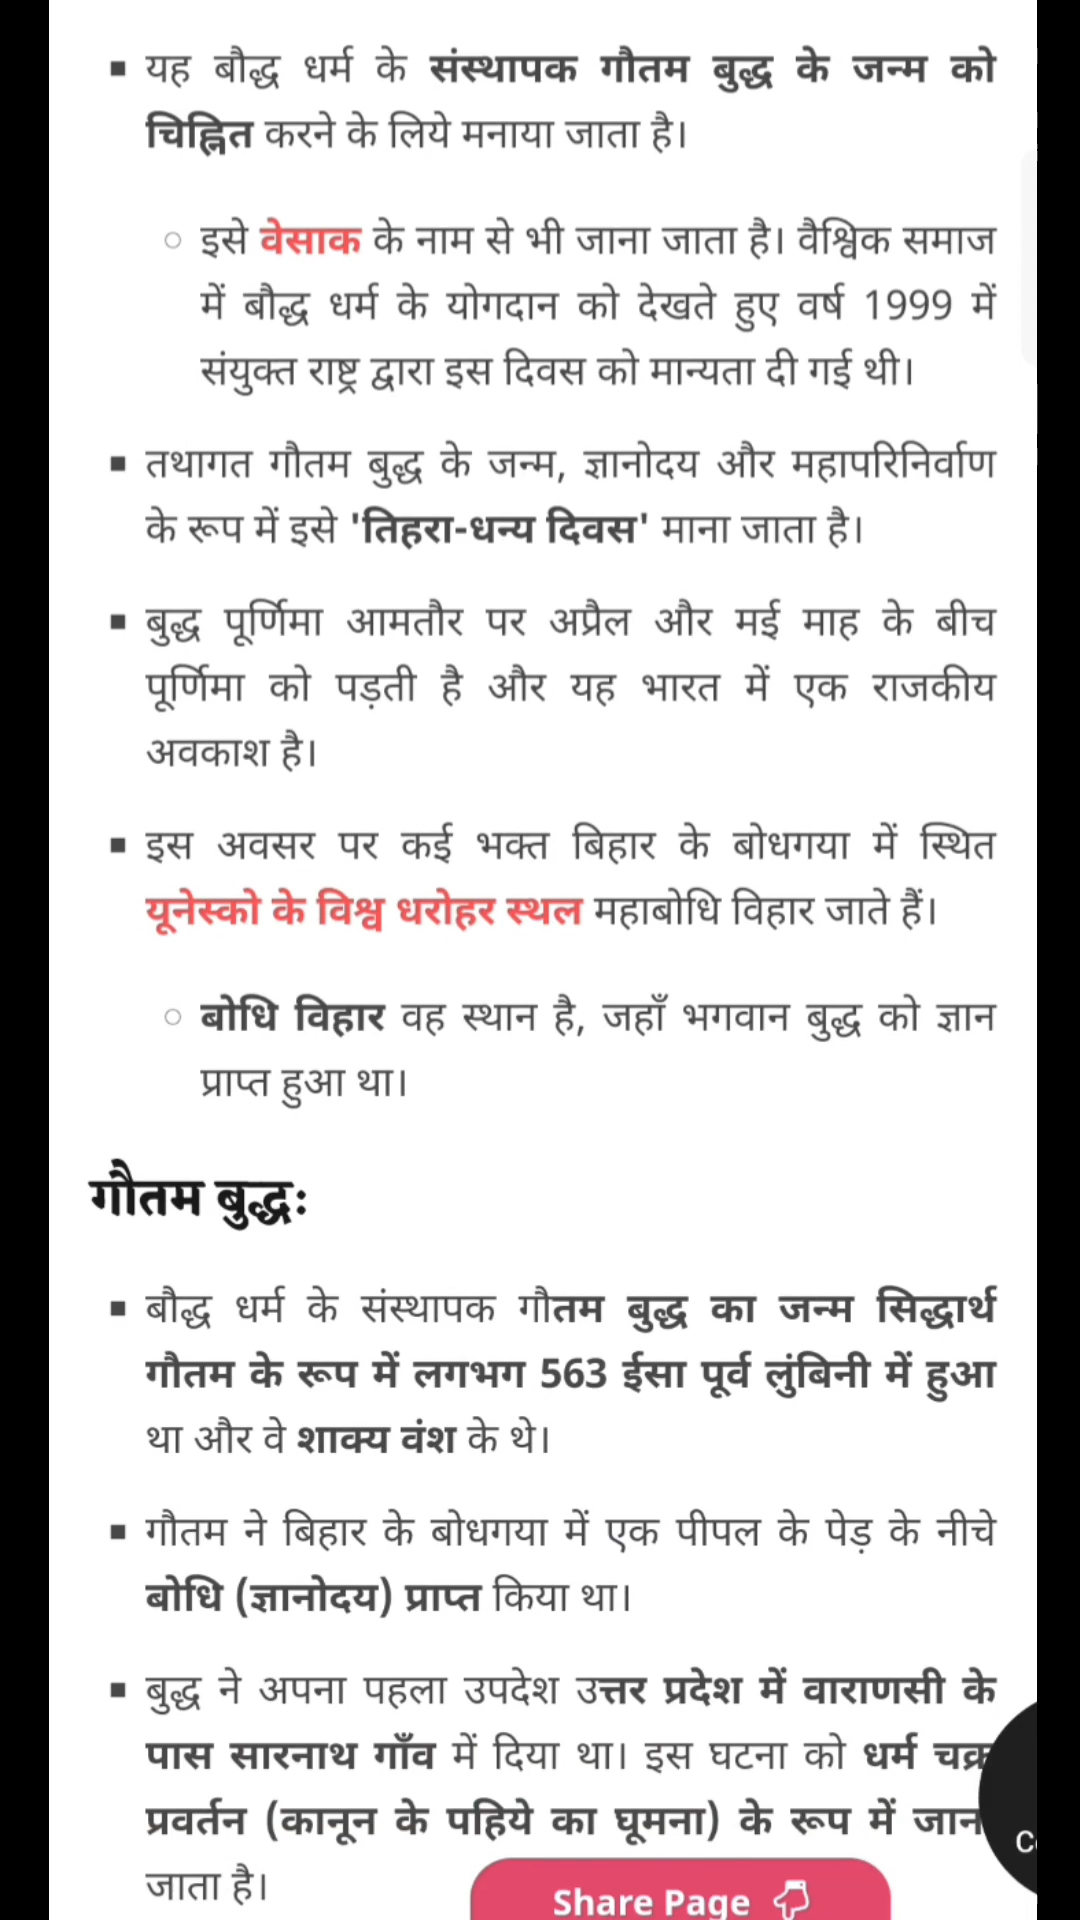 ▪ यह बौद्ध धर्म के संस्थापक गौतम बुद्ध के जन्म को
चिह्नित करने के लिये मनाया जाता है।
○ इसे वेसाक के नाम से भी जाना जाता है। वैश्विक समाज
में बौद्ध धर्म के योगदान को देखते हुए वर्ष 1999 में
संयुक्त राष्ट्र द्वारा इस दिवस को मान्यता दी गई थी।
▪ तथागत गौतम बुद्ध के जन्म, ज्ञानोदय और महापरिनिर्वाण
के रूप में इसे 'तिहरा-धन्य दिवस' माना जाता है।
▪ बुद्ध पूर्णिमा आमतौर पर अप्रैल और मई माह के बीच
पूर्णिमा को पड़ती है और यह भारत में एक राजकीय
अवकाश है।
▪ इस अवसर पर कई भक्त बिहार के बोधगया में स्थित
यूनेस्को के विश्व धरोहर स्थल महाबोधि विहार जाते हैं।
○ बोधि विहार वह स्थान है, जहाँ भगवान बुद्ध को ज्ञान
प्राप्त हुआ था।
गौतम बुद्धः
▪ बौद्ध धर्म के संस्थापक गौतम बुद्ध का जन्म सिद्धार्थ
गौतम के रूप में लगभग 563 ईसा पूर्व लुंबिनी में हुआ
था और वे शाक्य वंश के थे।
▪ गौतम ने बिहार के बोधगया में एक पीपल के पेड़ के नीचे
बोधि (ज्ञानोदय) प्राप्त किया था।
▪ बुद्ध ने अपना पहला उपदेश उत्तर प्रदेश में वाराणसी के
पास सारनाथ गाँव में दिया था। इस घटना को धर्म चक्र
प्रवर्तन (कानून के पहिये का घूमना) के रूप में जान
जाता है।
Share Page